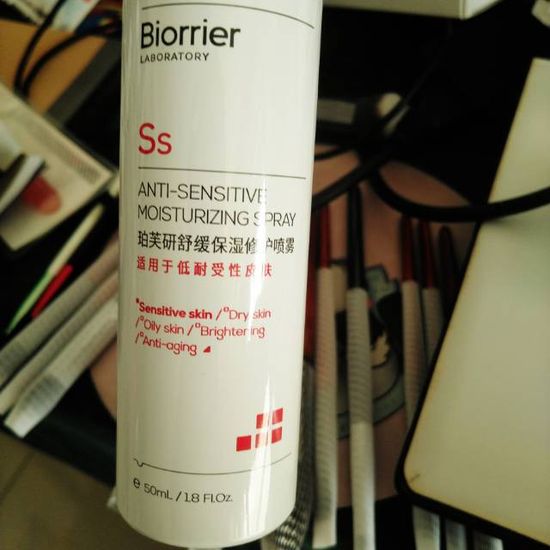 Biorrier
LABORATORY
Ss
ANTI-SENSITIVE
MOISTURIZING SPRAY
珀芙研舒缓保湿修护喷雾
适用于低耐受性皮肤
*Sensitive skin /°Dry skin
/°Oily skin /°Brightening
/°Anti-aging
e 50mL / 1.8 Fl.Oz.